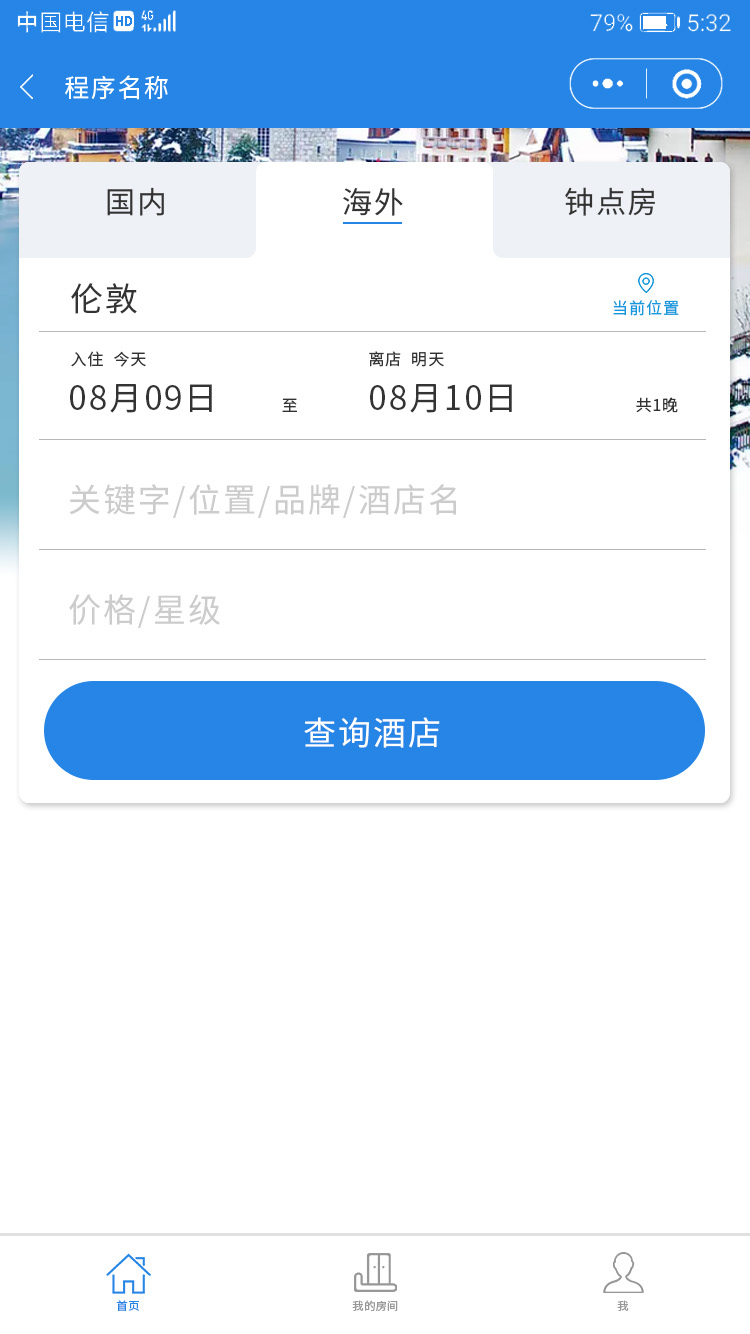 中国电信 HD 4G 79% 5:32
程序名称
国内 海外 钟点房
伦敦 当前位置
入住 今天 离店 明天
08月09日 至 08月10日 共1晚
关键字/位置/品牌/酒店名
价格/星级
查询酒店
首页 我的房间 我